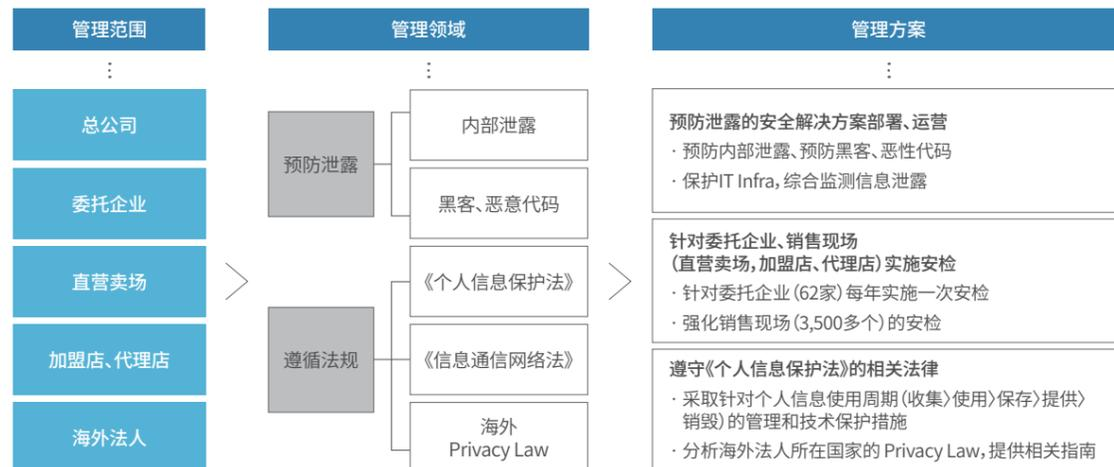 管理范围
管理领域
管理方案
总公司
委托企业
直营卖场
加盟店、代理店
海外法人
预防泄露
内部泄露
黑客、恶意代码
遵循法规
《个人信息保护法》
《信息通信网络法》
海外
Privacy Law
预防泄露的安全解决方案部署、运营
· 预防内部泄露、预防黑客、恶性代码
· 保护IT Infra，综合监测信息泄露
针对委托企业、销售现场
（直营卖场，加盟店、代理店）实施安检
· 针对委托企业（62家）每年实施一次安检
· 强化销售现场（3,500多个）的安检
遵守《个人信息保护法》的相关法律
· 采取针对个人信息使用周期（收集〉使用〉保存〉提供〉
销毁）的管理和技术保护措施
· 分析海外法人所在国家的 Privacy Law，提供相关指南